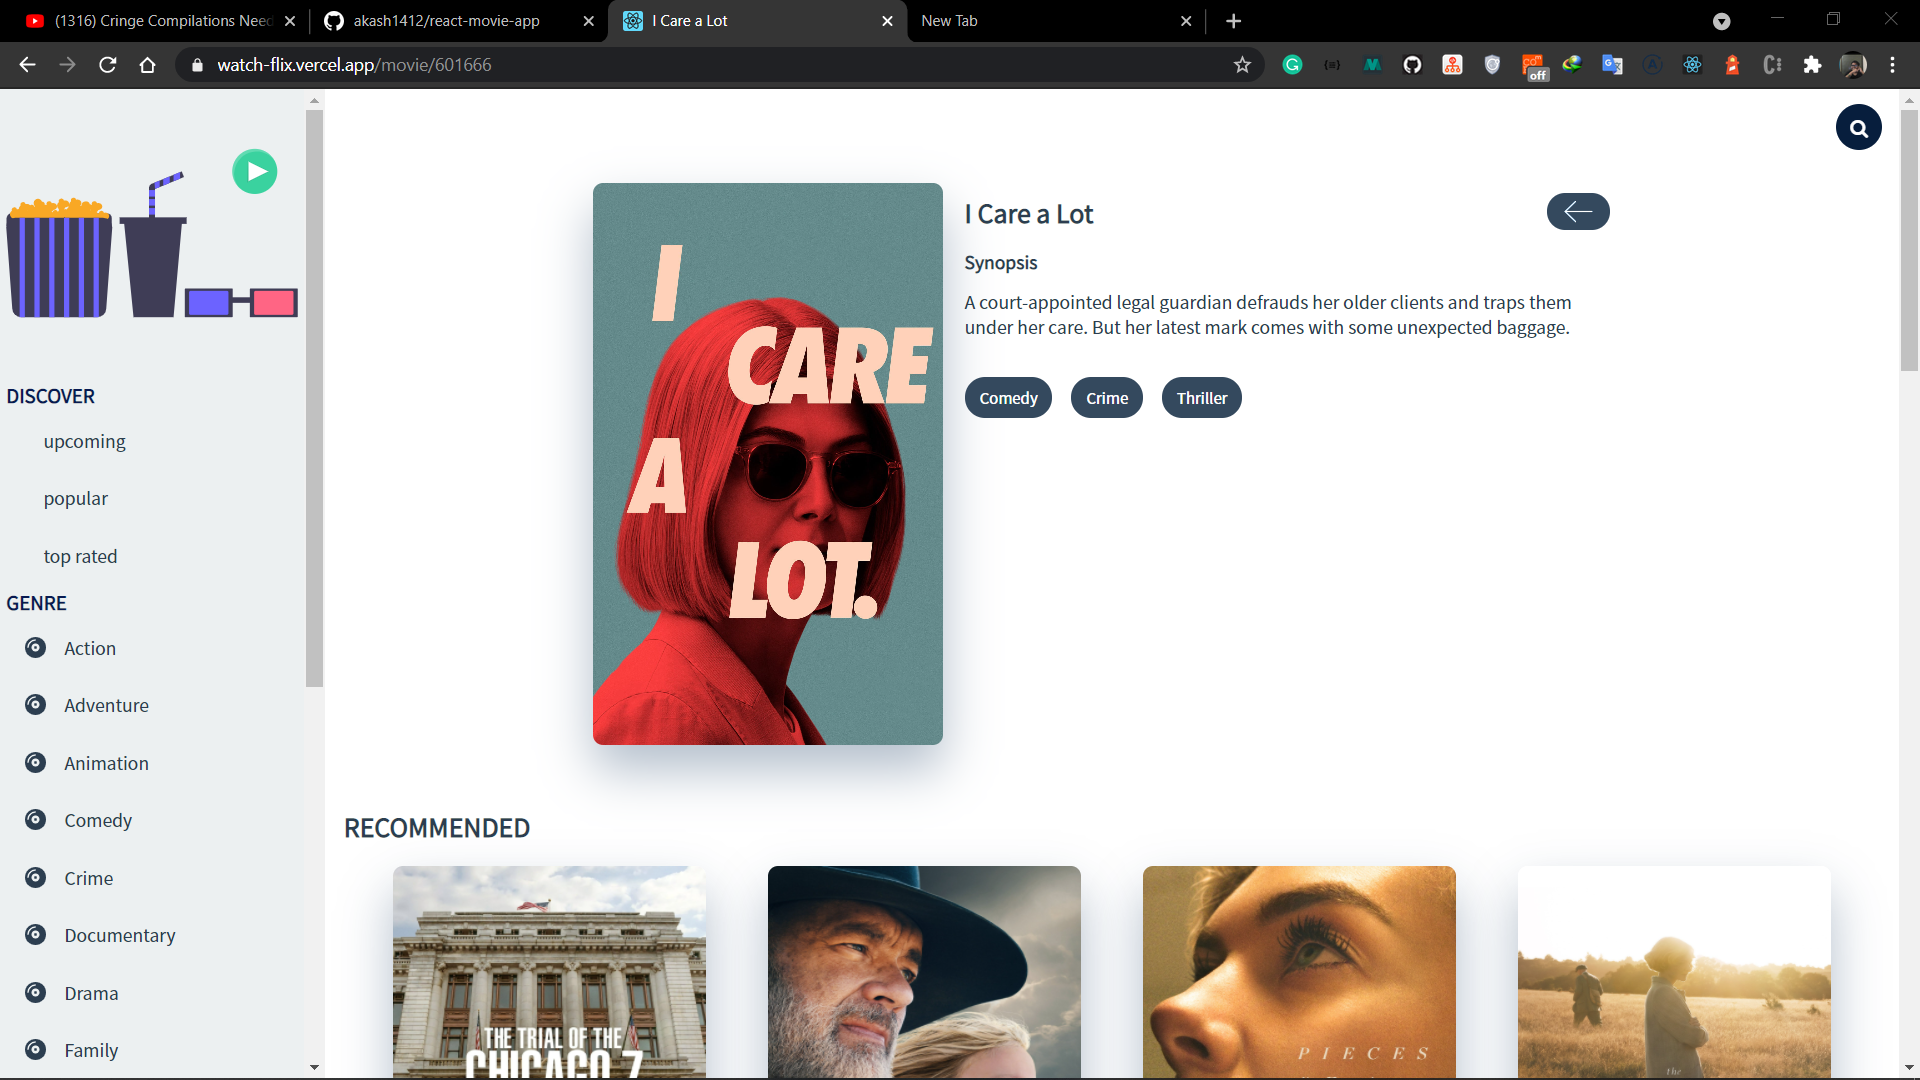 (1316) Cringe Compilations Need
akash1412/react-movie-app
I Care a Lot
New Tab
watch-flix.vercel.app/movie/601666
off
DISCOVER
upcoming
popular
top rated
GENRE
Action
Adventure
Animation
Comedy
Crime
Documentary
Drama
Family
I
CARE
A
LOT.
I Care a Lot
Synopsis
A court-appointed legal guardian defrauds her older clients and traps them
under her care. But her latest mark comes with some unexpected baggage.
Comedy
Crime
Thriller
RECOMMENDED
THE TRIAL OF THE
CHICAGO 7
PIECES
the